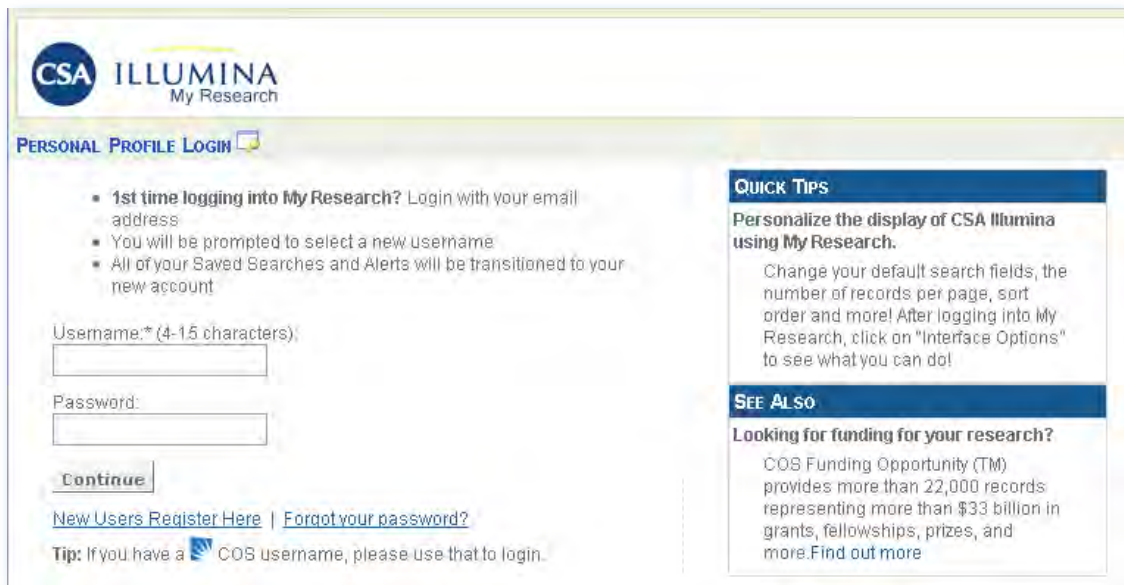 CSA ILLUMINA
My Research
PERSONAL PROFILE LOGIN
1st time logging into My Research? Login with your email
address
You will be prompted to select a new username
All of your Saved Searches and Alerts will be transitioned to your
new account
Username:* (4-15 characters):
Password:
Continue
New Users Register Here | Forgot your password?
Tip: If you have a COS username, please use that to login.
QUICK TIPS
Personalize the display of CSA Illumina
using My Research.
Change your default search fields, the
number of records per page, sort
order and more! After logging into My
Research, click on "Interface Options"
to see what you can do!
SEE ALSO
Looking for funding for your research?
COS Funding Opportunity (TM)
provides more than 22,000 records
representing more than $33 billion in
grants, fellowships, prizes, and
more.Find out more